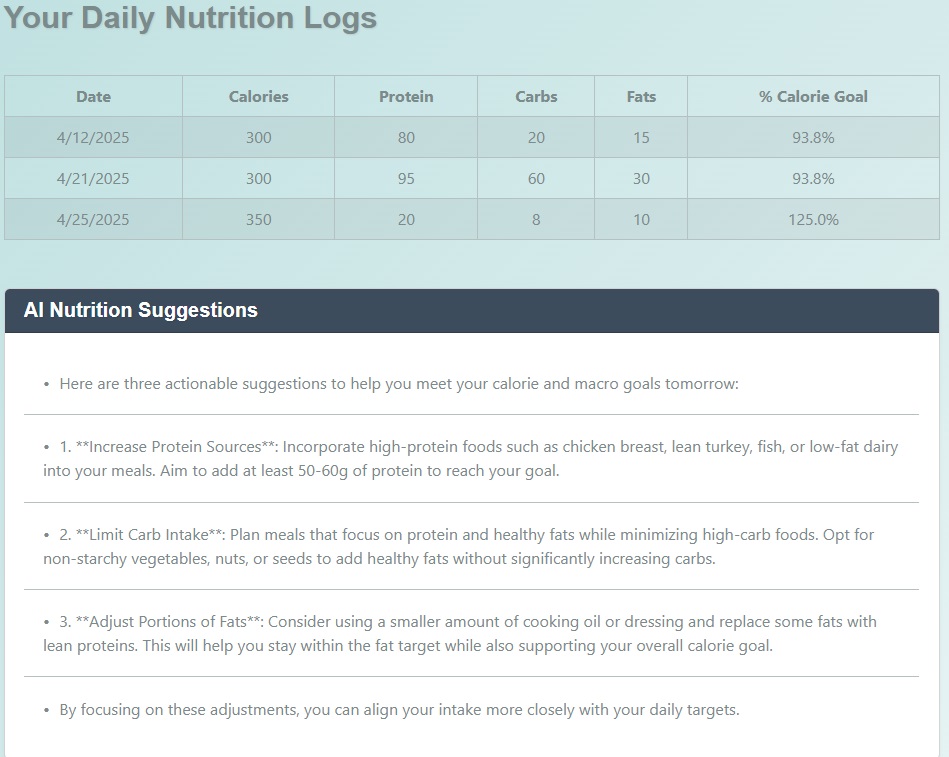 Your Daily Nutrition Logs
Date Calories Protein Carbs Fats % Calorie Goal
4/12/2025 300 80 20 15 93.8%
4/21/2025 300 95 60 30 93.8%
4/25/2025 350 20 8 10 125.0%
AI Nutrition Suggestions
• Here are three actionable suggestions to help you meet your calorie and macro goals tomorrow:
• 1. **Increase Protein Sources**: Incorporate high-protein foods such as chicken breast, lean turkey, fish, or low-fat dairy
into your meals. Aim to add at least 50-60g of protein to reach your goal.
• 2. **Limit Carb Intake**: Plan meals that focus on protein and healthy fats while minimizing high-carb foods. Opt for
non-starchy vegetables, nuts, or seeds to add healthy fats without significantly increasing carbs.
• 3. **Adjust Portions of Fats**: Consider using a smaller amount of cooking oil or dressing and replace some fats with
lean proteins. This will help you stay within the fat target while also supporting your overall calorie goal.
• By focusing on these adjustments, you can align your intake more closely with your daily targets.